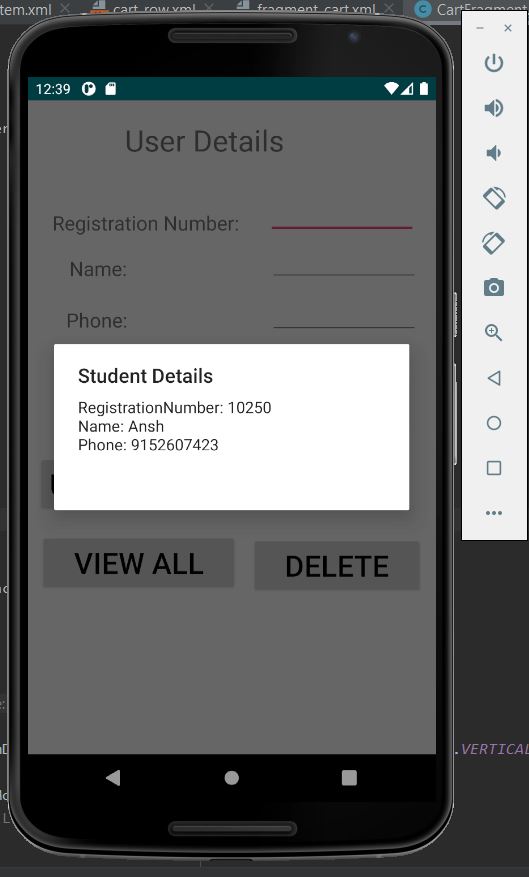 tem.xml cart_row.xml fragment_cart.xml CartFragment
12:39
User Details
Registration Number:
Name:
Phone:
Student Details
RegistrationNumber: 10250
Name: Ansh
Phone: 9152607423
VIEW ALL DELETE
.VERTICAL